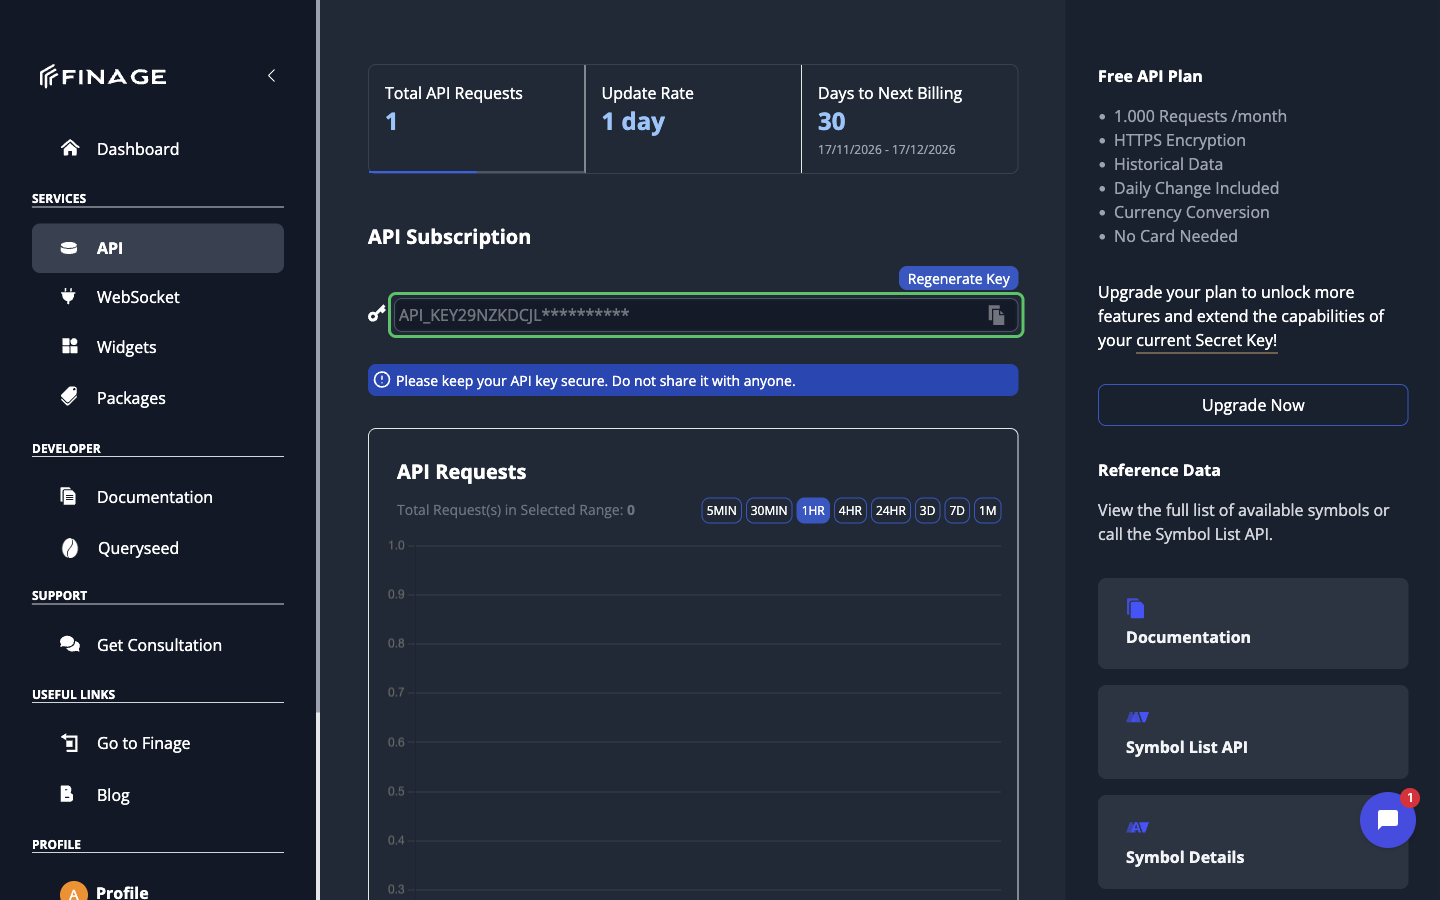 FINAGE
Dashboard
SERVICES
API
WebSocket
Widgets
Packages
DEVELOPER
Documentation
Queryseed
SUPPORT
Get Consultation
USEFUL LINKS
Go to Finage
Blog
PROFILE
A
Profile
Total API Requests
1
Update Rate
1 day
Days to Next Billing
30
17/11/2026 - 17/12/2026
API Subscription
Regenerate Key
API_KEY29NZKDCJL**********
Please keep your API key secure. Do not share it with anyone.
API Requests
Total Request(s) in Selected Range: 0
5MIN 30MIN 1HR 4HR 24HR 3D 7D 1M
1.0
0.9
0.8
0.7
0.6
0.5
0.4
0.3
Free API Plan
• 1.000 Requests /month
• HTTPS Encryption
• Historical Data
• Daily Change Included
• Currency Conversion
• No Card Needed
Upgrade your plan to unlock more
features and extend the capabilities of
your current Secret Key!
Upgrade Now
Reference Data
View the full list of available symbols or
call the Symbol List API.
Documentation
Symbol List API
Symbol Details
1